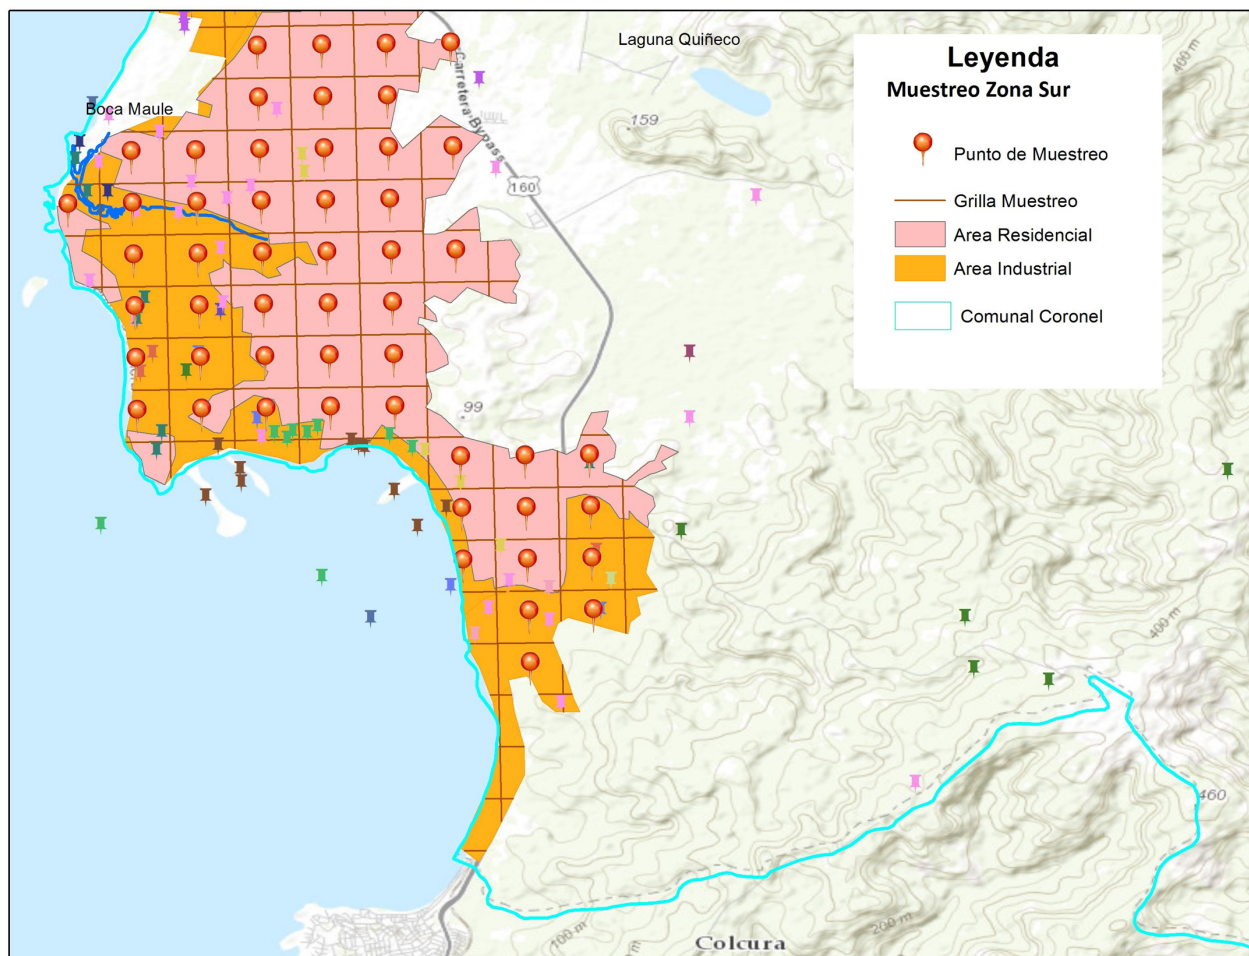 Laguna Quiñeco
400 m
Leyenda
Muestreo Zona Sur
Boca Maule
Carretera Bypass
159
Punto de Muestreo
160
Grilla Muestreo
Area Residencial
Area Industrial
Comunal Coronel
99
400 m
460
100 m
200 m
Colcura